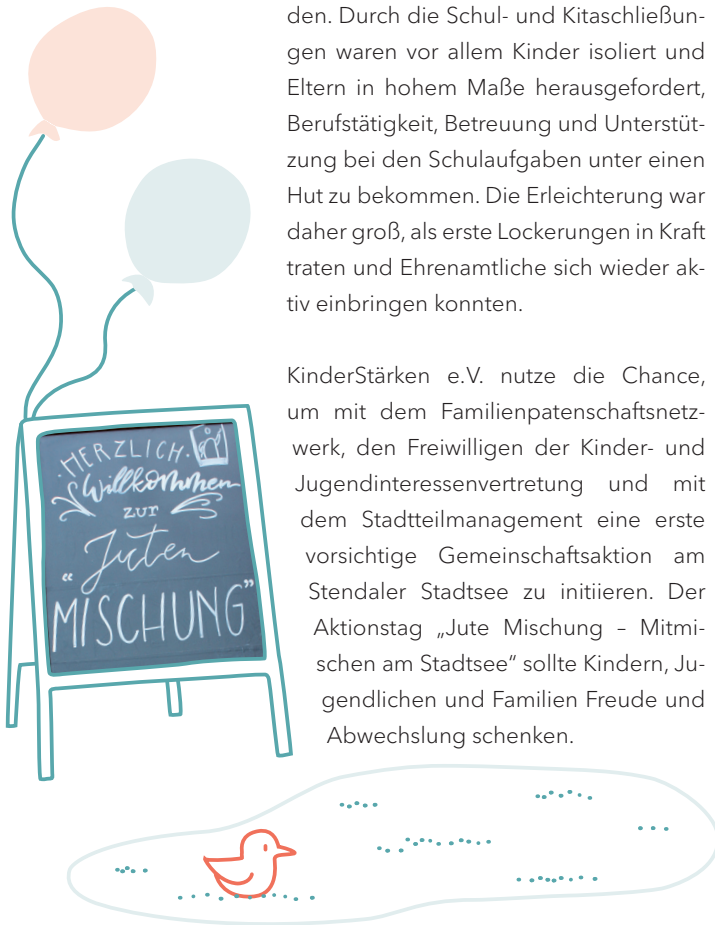 den. Durch die Schul- und Kitaschließun-
gen waren vor allem Kinder isoliert und
Eltern in hohem Maße herausgefordert,
Berufstätigkeit, Betreuung und Unterstüt-
zung bei den Schulaufgaben unter einen
Hut zu bekommen. Die Erleichterung war
daher groß, als erste Lockerungen in Kraft
traten und Ehrenamtliche sich wieder ak-
tiv einbringen konnten.
KinderStärken e.V. nutze die Chance,
um mit dem Familienpatenschaftsnetz-
werk, den Freiwilligen der Kinder- und
Jugendinteressenvertretung und mit
dem Stadtteilmanagement eine erste
vorsichtige Gemeinschaftsaktion am
Stendaler Stadtsee zu initiieren. Der
Aktionstag „Jute Mischung – Mitmi-
schen am Stadtsee“ sollte Kindern, Ju-
gendlichen und Familien Freude und
Abwechslung schenken.
·HERZLICH·
Willkommen
ZUR
Juten
“MISCHUNG”